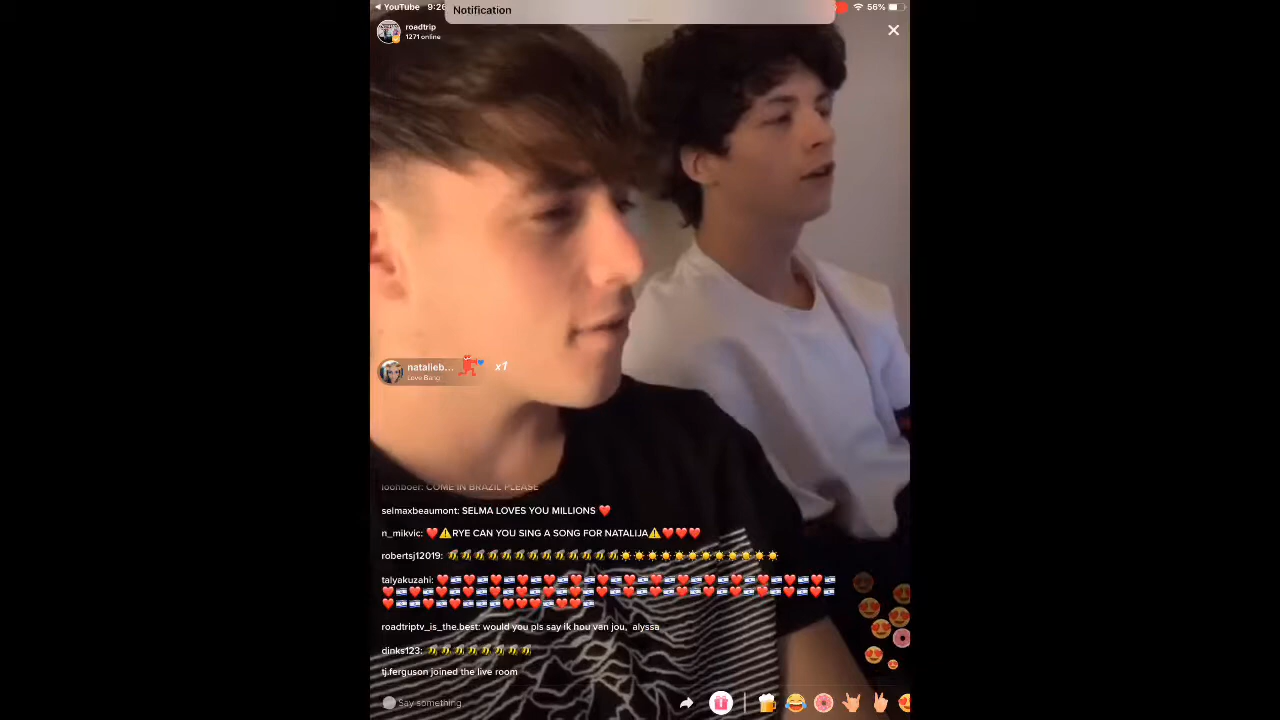 YouTube 9:26
Notification
56%
roadtrip
1271 online
natalieb... x1
Love Bang
COME IN BRAZIL PLEASE
selmaxbeaumont: SELMA LOVES YOU MILLIONS ❤️
n_mikvic: ❤️⚠️RYE CAN YOU SING A SONG FOR NATALIJA⚠️❤️❤️❤️
robertsj12019:
talyakuzahi:
roadtriptv_is_the.best: would you pls say ik hou van jou, alyssa
dinks123:
tj.ferguson joined the live room
Say something